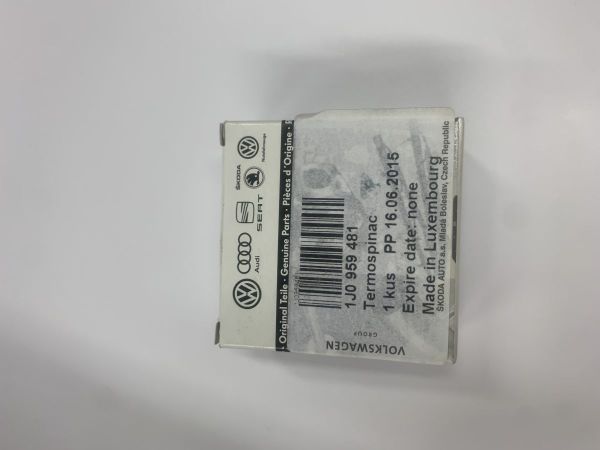 Audi
SEAT
ŠKODA
· Original Teile · Genuine Parts · Pièces d'Origine ·
1J0 959 481
Termospinac
1 kus PP 16.06.2015
Expire date: none
Made in Luxembourg
ŠKODA AUTO a.s. Mladá Boleslav, Czech Republic
VOLKSWAGEN
GROUP